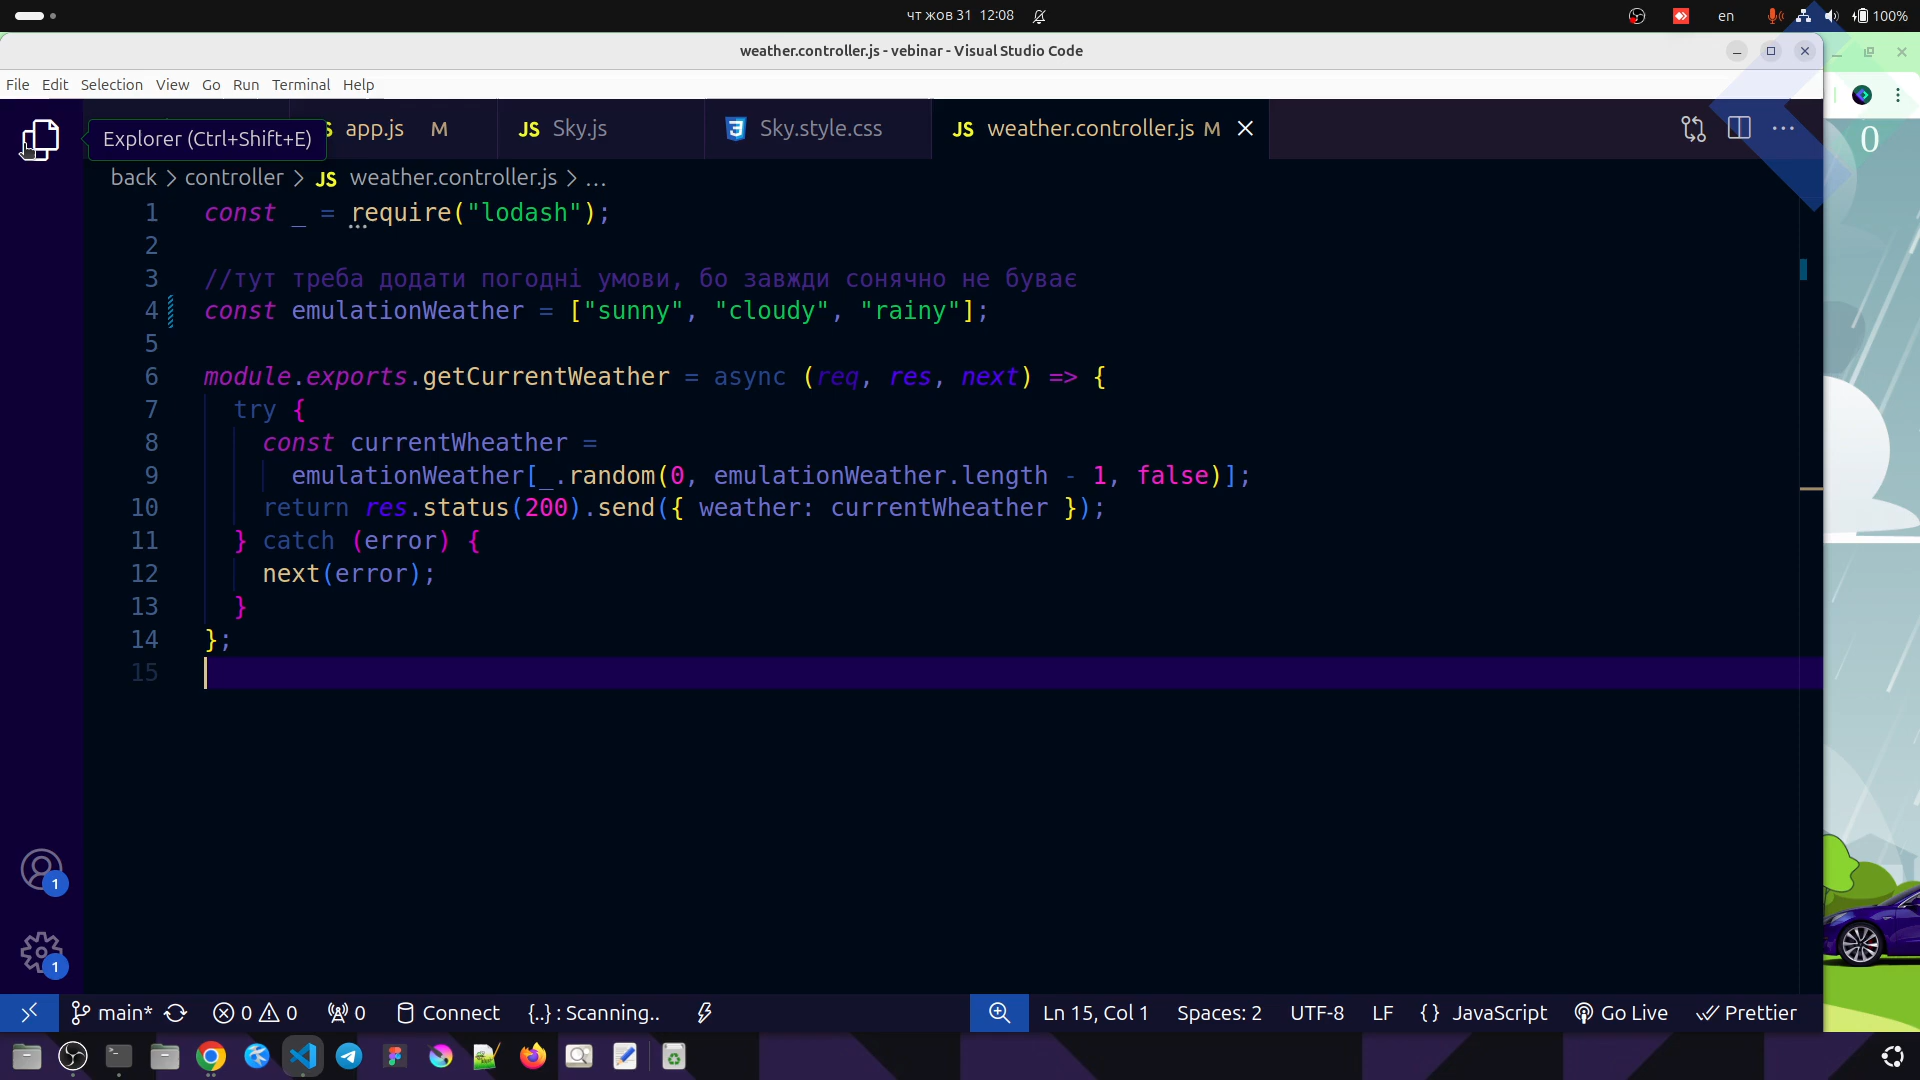 чт жов 31 12:08
en
100%
weather.controller.js - vebinar - Visual Studio Code
File Edit Selection View Go Run Terminal Help
Explorer (Ctrl+Shift+E)
app.js M
JS Sky.js
Sky.style.css
JS weather.controller.js M
0
back > controller > JS weather.controller.js > ...
1 const _ = require("lodash");
2
3 //тут треба додати погодні умови, бо завжди сонячно не буває
4 const emulationWeather = ["sunny", "cloudy", "rainy"];
5
6 module.exports.getCurrentWeather = async (req, res, next) => {
7 try {
8 const currentWheather =
9 emulationWeather[_.random(0, emulationWeather.length - 1, false)];
10 return res.status(200).send({ weather: currentWheather });
11 } catch (error) {
12 next(error);
13 }
14 };
15
1
1
main* 0 0 0 Connect {..} : Scanning.. Ln 15, Col 1 Spaces: 2 UTF-8 LF {} JavaScript Go Live Prettier